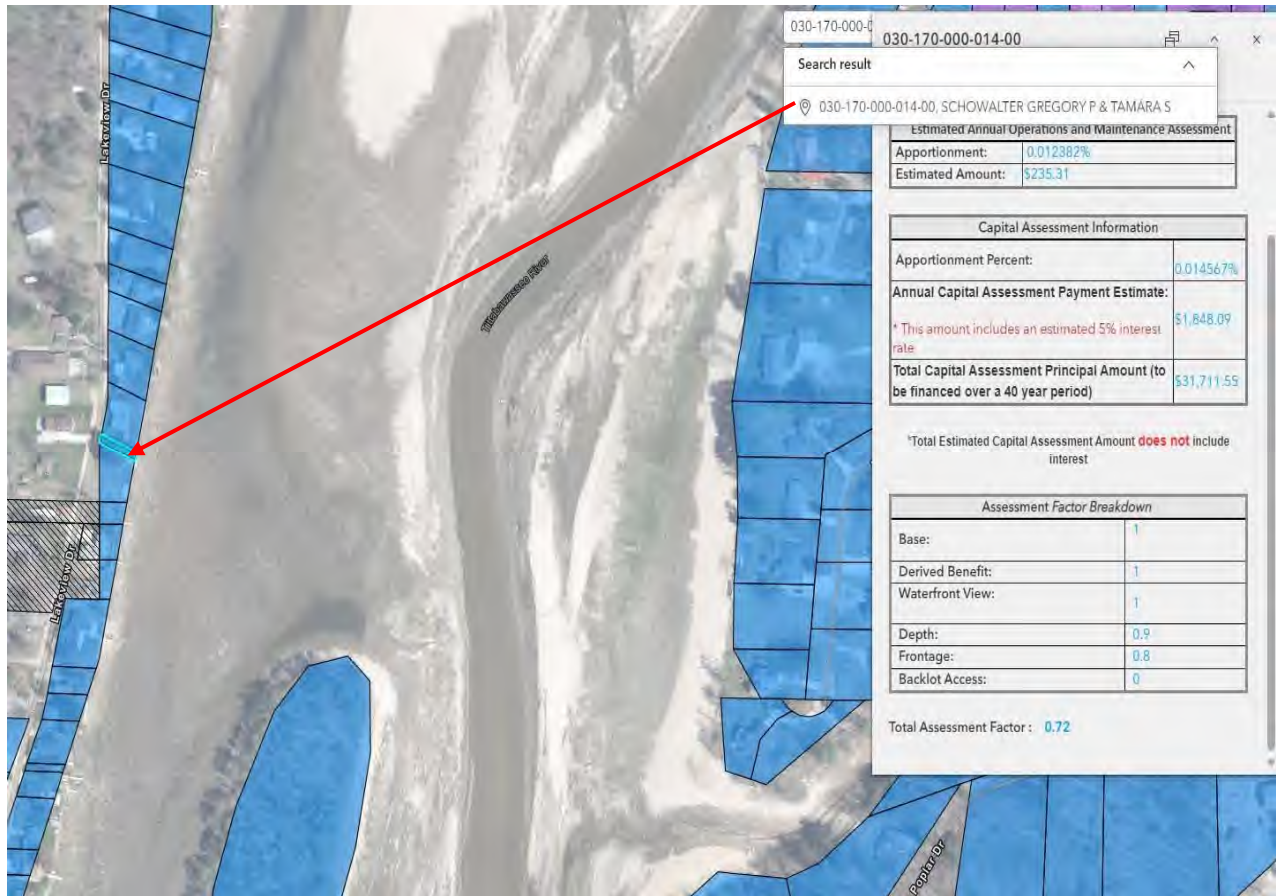 030-170-000-0
030-170-000-014-00
Search result
030-170-000-014-00, SCHOWALTER GREGORY P & TAMARA S
Estimated Annual Operations and Maintenance Assessment
Apportionment: 0.012382%
Estimated Amount: $235.31
Capital Assessment Information
Apportionment Percent: 0.014567%
Annual Capital Assessment Payment Estimate:
* This amount includes an estimated 5% interest
rate
$1,848.09
Total Capital Assessment Principal Amount (to
be financed over a 40 year period)
$31,711.55
*Total Estimated Capital Assessment Amount does not include
interest
Assessment Factor Breakdown
Base: 1
Derived Benefit: 1
Waterfront View: 1
Depth: 0.9
Frontage: 0.8
Backlot Access: 0
Total Assessment Factor : 0.72
Lakeview Dr
Tittabawassee River
Lakeview Dr
Poplar Dr